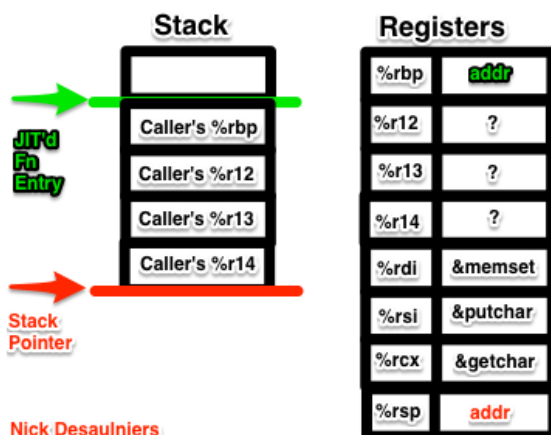 Stack
Registers
JIT'd
Fn
Entry
Caller's %rbp
Caller's %r12
Caller's %r13
Caller's %r14
Stack
Pointer
%rbp addr
%r12 ?
%r13 ?
%r14 ?
%rdi &memset
%rsi &putchar
%rcx &getchar
%rsp addr
Nick Desaulniers